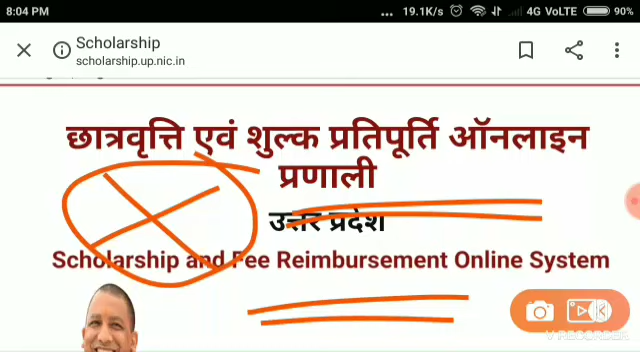 8:04 PM ... 19.1K/s 4G VoLTE 90%
Scholarship
scholarship.up.nic.in
छात्रवृत्ति एवं शुल्क प्रतिपूर्ति ऑनलाइन
प्रणाली
उत्तर प्रदेश
Scholarship and Fee Reimbursement Online System
V RECORDER